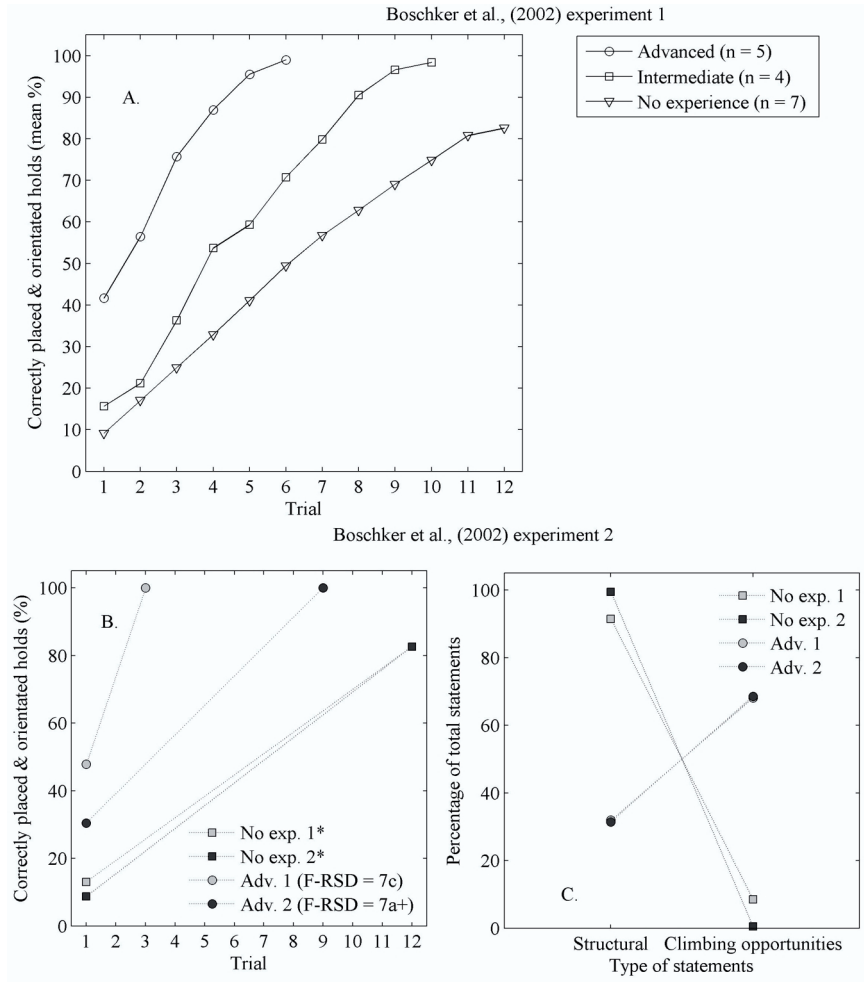 Boschker et al., (2002) experiment 1
Advanced (n = 5)
Intermediate (n = 4)
No experience (n = 7)
A.
Correctly placed & orientated holds (mean %)
100
90
80
70
60
50
40
30
20
10
0
1 2 3 4 5 6 7 8 9 10 11 12
Trial
Boschker et al., (2002) experiment 2
B.
Correctly placed & orientated holds (%)
100
80
60
40
20
0
No exp. 1*
No exp. 2*
Adv. 1 (F-RSD = 7c)
Adv. 2 (F-RSD = 7a+)
1 2 3 4 5 6 7 8 9 10 11 12
Trial
Percentage of total statements
100
80
60
40
20
0
No exp. 1
No exp. 2
Adv. 1
Adv. 2
C.
Structural Climbing opportunities
Type of statements